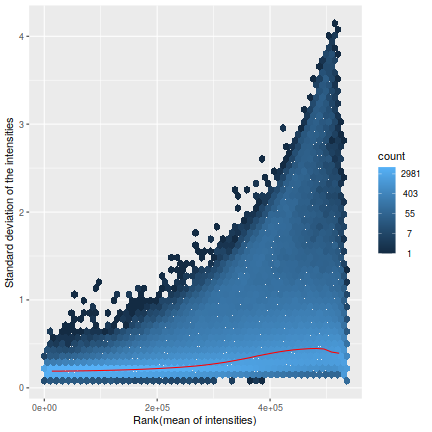 Standard deviation of the intensities
4
3
2
1
0
0e+00
2e+05
4e+05
Rank(mean of intensities)
count
2981
403
55
7
1